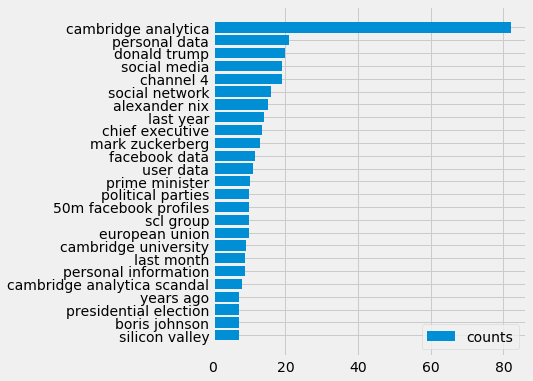 cambridge analytica
personal data
donald trump
social media
channel 4
social network
alexander nix
last year
chief executive
mark zuckerberg
facebook data
user data
prime minister
political parties
50m facebook profiles
scl group
european union
cambridge university
last month
personal information
cambridge analytica scandal
years ago
presidential election
boris johnson
silicon valley
counts
0 20 40 60 80